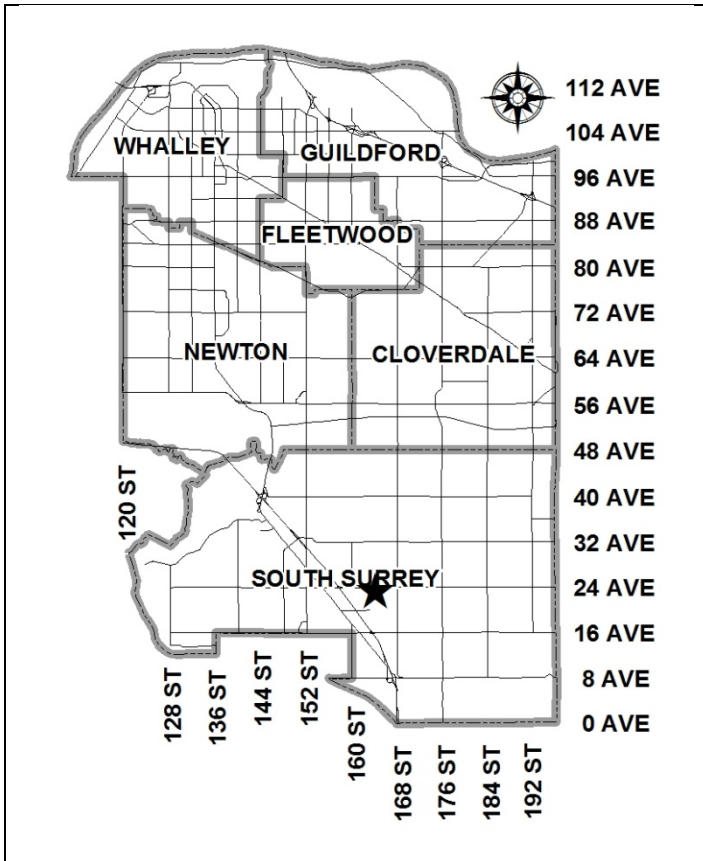 112 AVE
104 AVE
WHALLEY
GUILDFORD
96 AVE
88 AVE
FLEETWOOD
80 AVE
72 AVE
NEWTON
CLOVERDALE
64 AVE
56 AVE
48 AVE
120 ST
40 AVE
32 AVE
SOUTH SURREY
24 AVE
16 AVE
128 ST
136 ST
144 ST
152 ST
160 ST
8 AVE
0 AVE
168 ST
176 ST
184 ST
192 ST